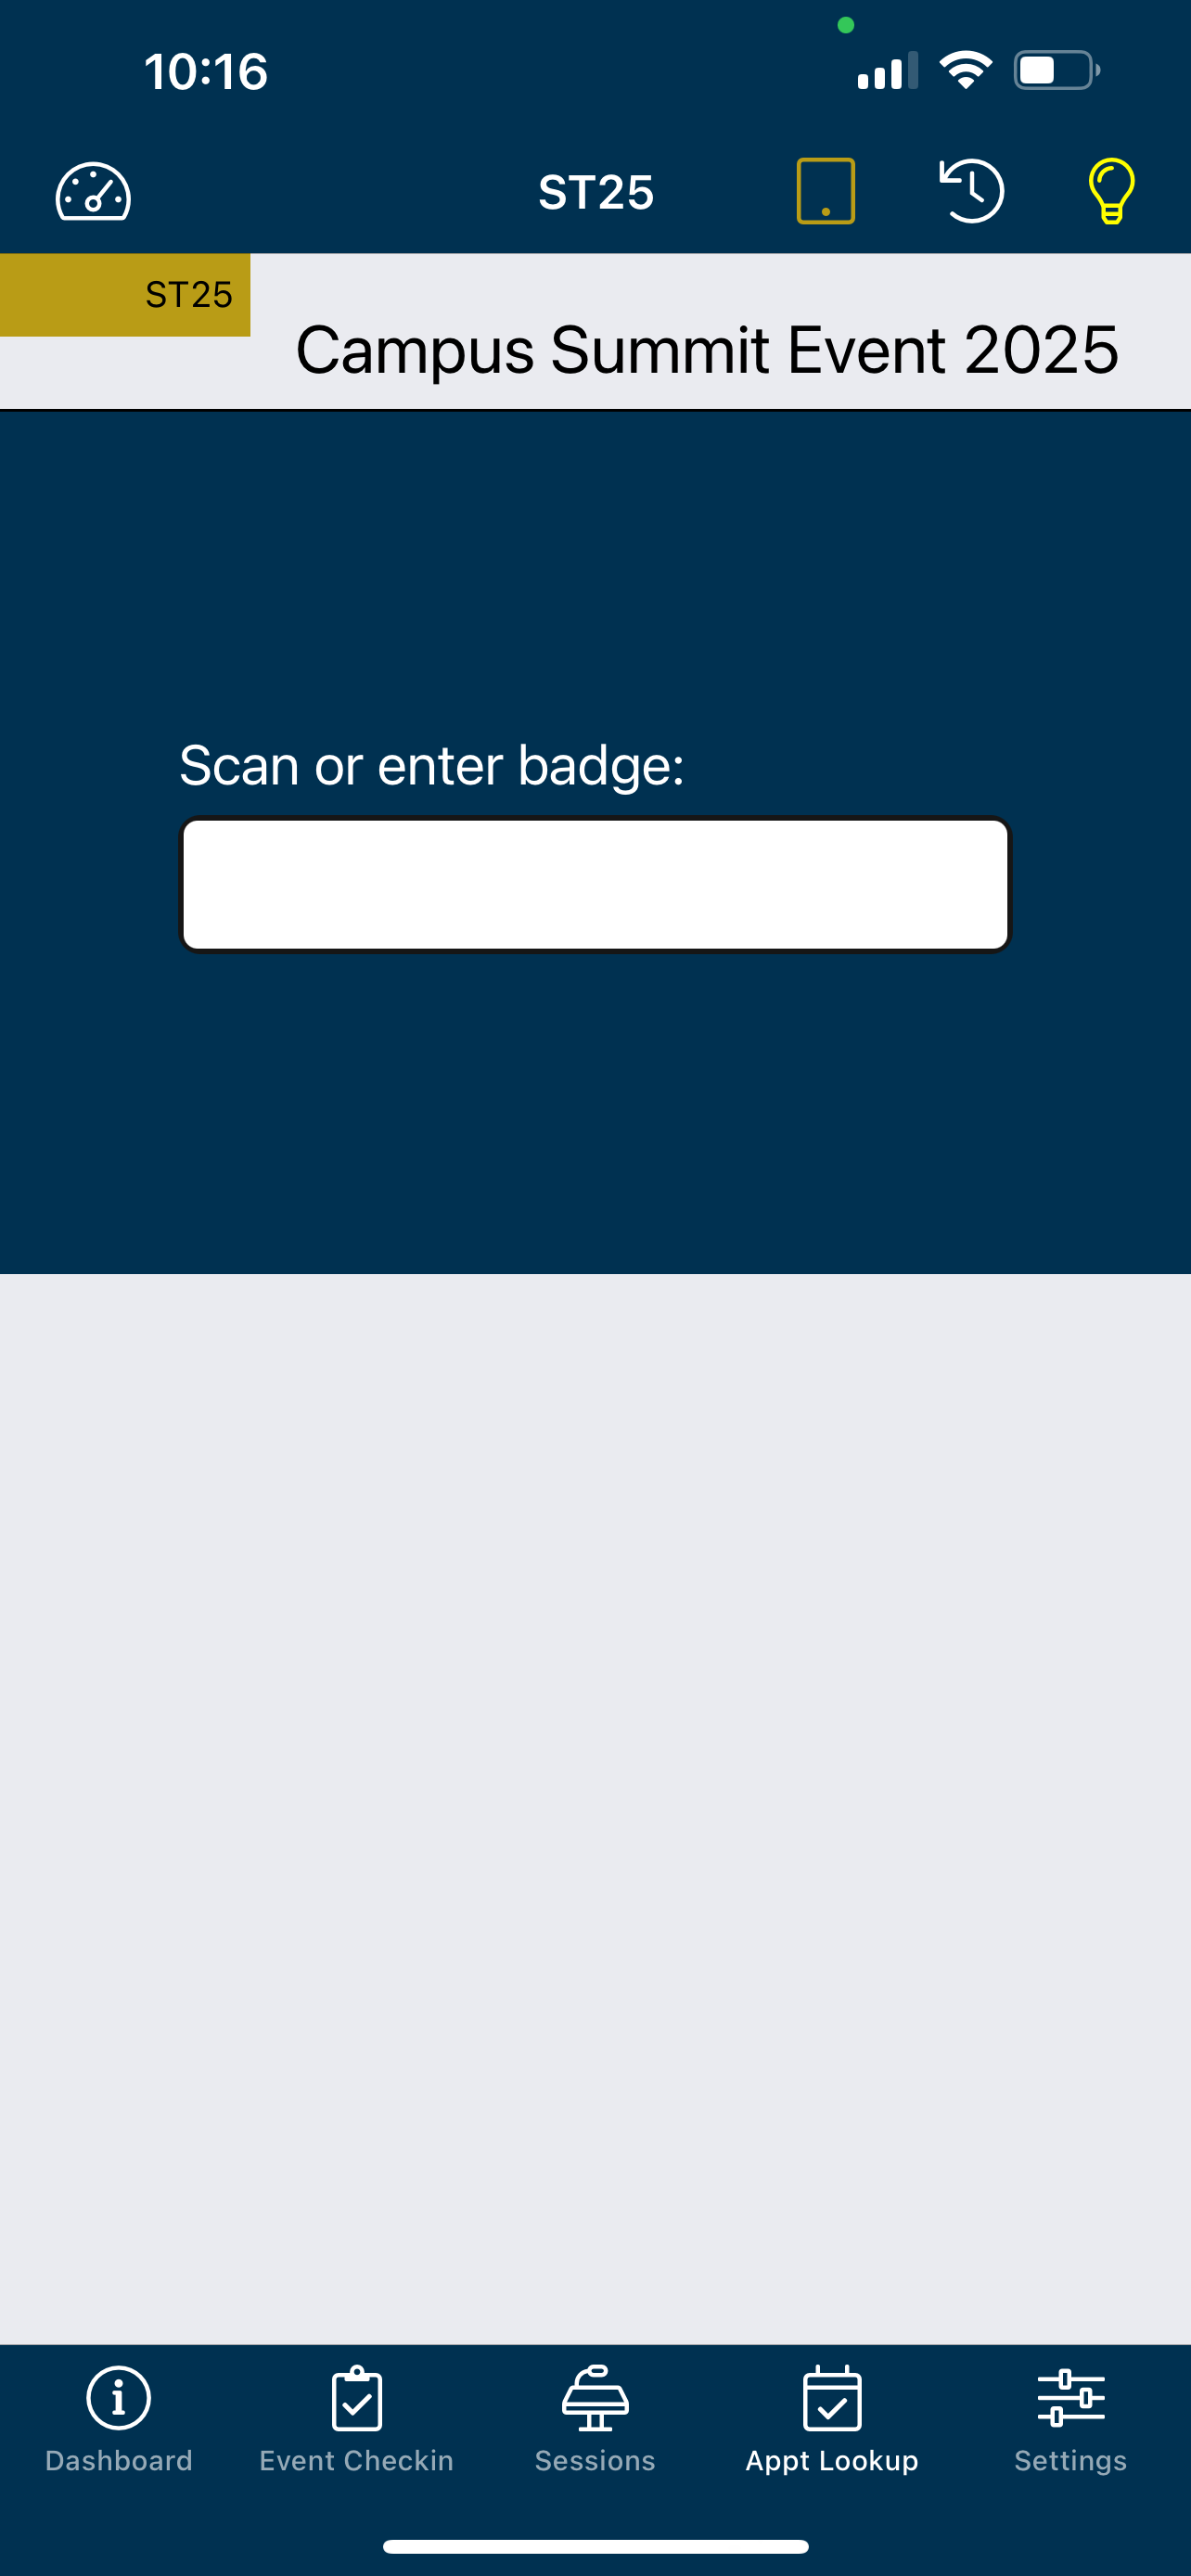 10:16
ST25
ST25
Campus Summit Event 2025
Scan or enter badge:
Dashboard
Event Checkin
Sessions
Appt Lookup
Settings